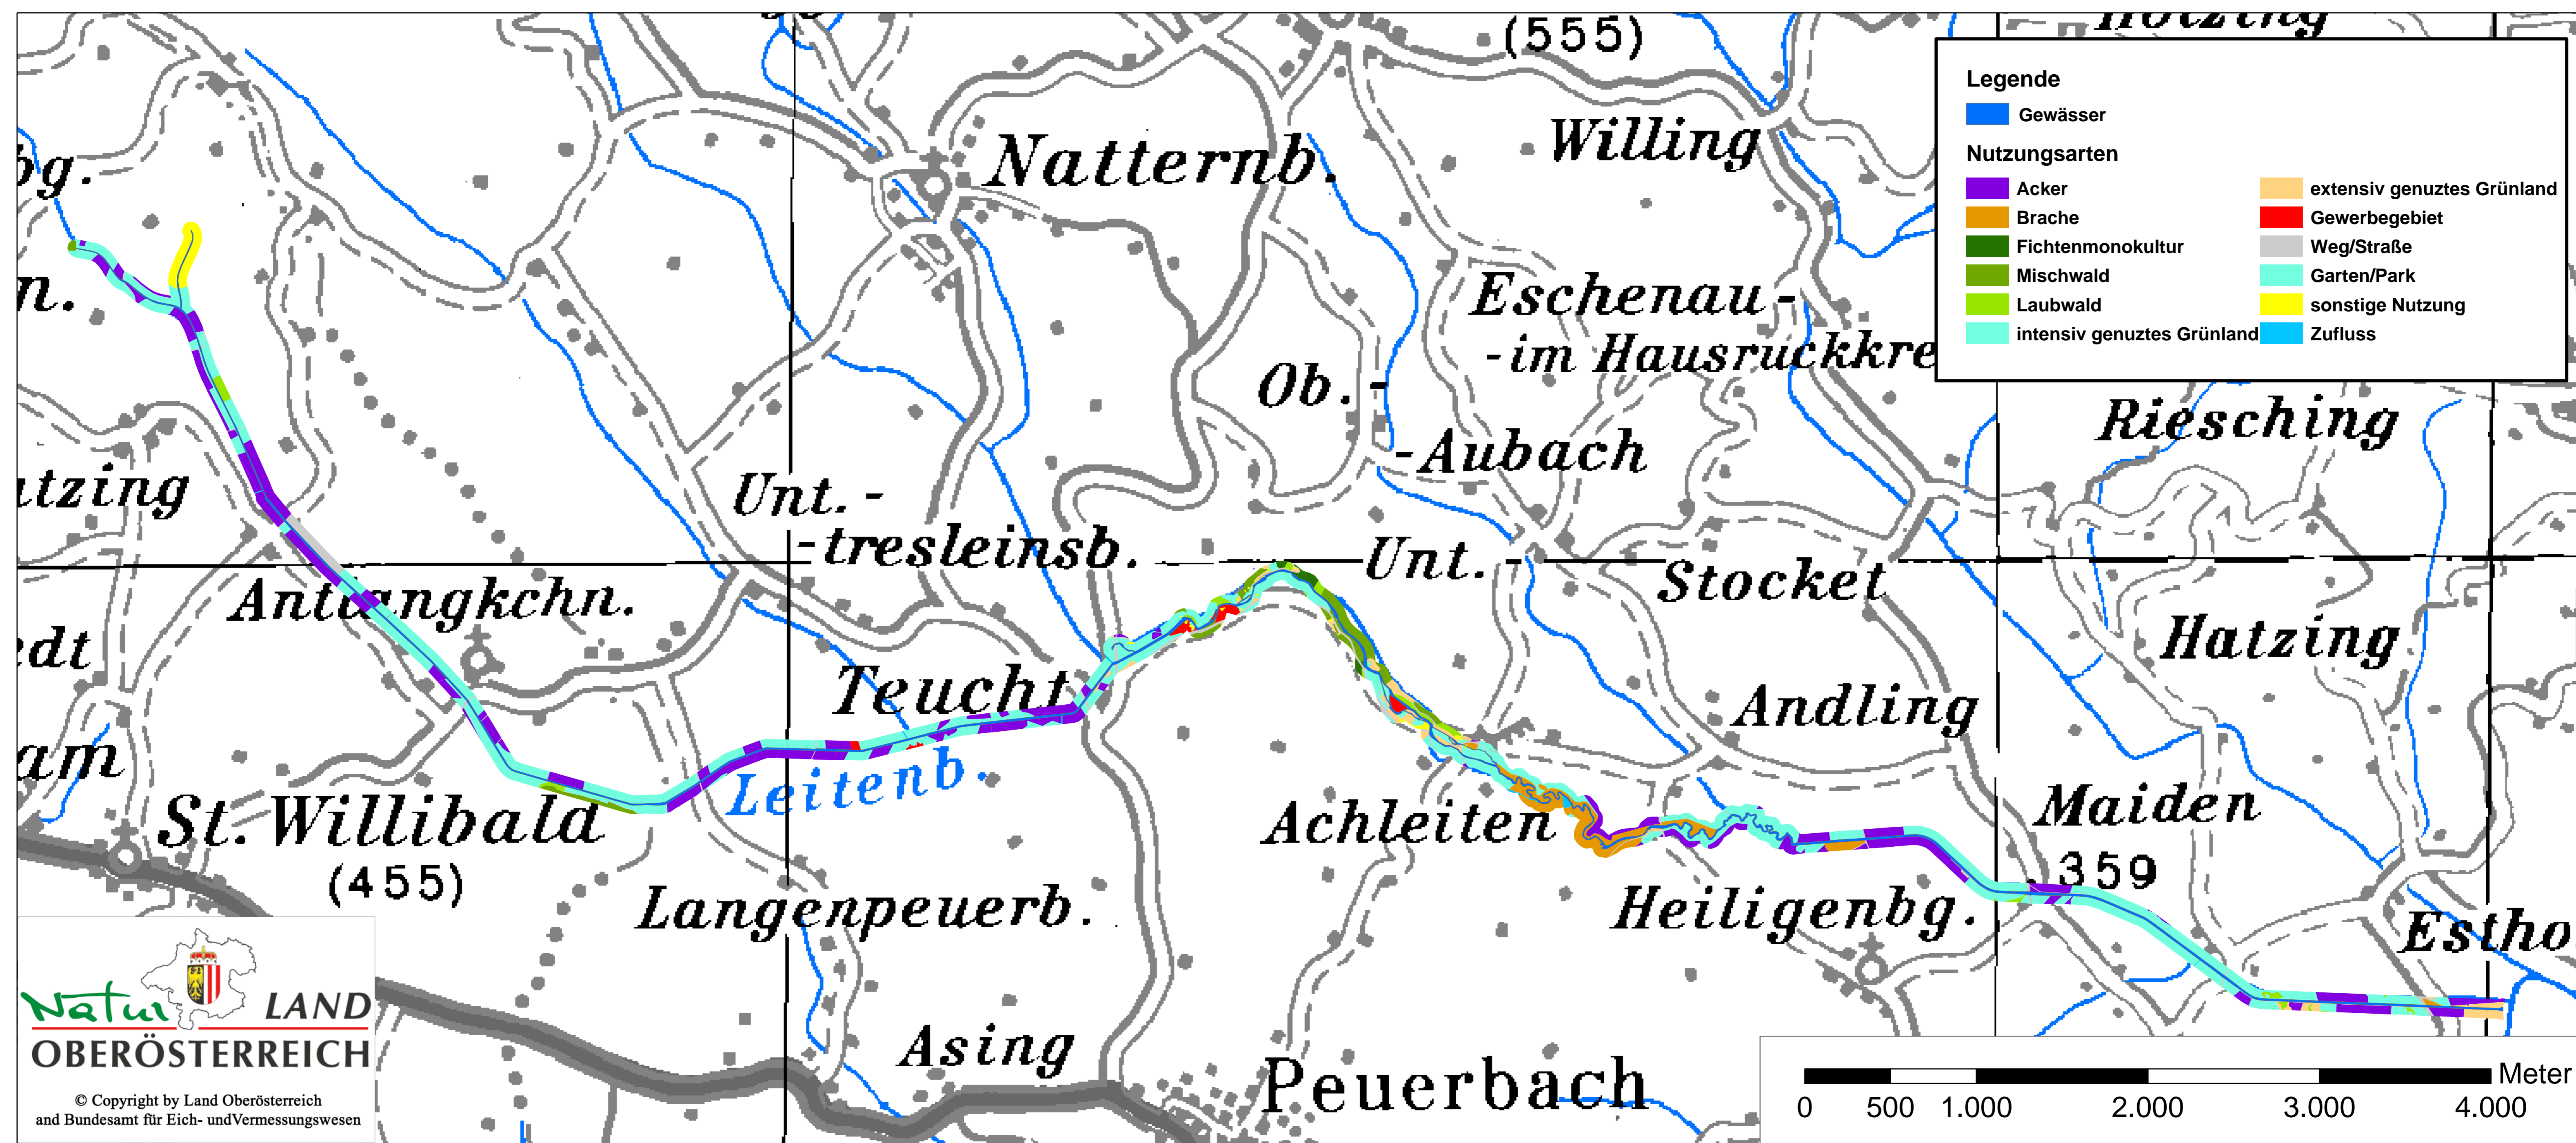 (555)
Natternb.
Willing
bg.
n.
Eschenau-
-im Hausruckkre
Ob.-
-Aubach
Riesching
Unt.-
-tresleinsb.
Unt.-
Stocket
Hatzing
Antlangkchn.
edt
Teucht
Andling
am
Leitenb.
St. Willibald
(455)
Achleiten
Maiden
359
Langenpeuerb.
Heiligenbg.
Estho
Asing
Peuerbach
Legende
Gewässer
Nutzungsarten
Acker
Brache
Fichtenmonokultur
Mischwald
Laubwald
intensiv genuztes Grünland
extensiv genuztes Grünland
Gewerbegebiet
Weg/Straße
Garten/Park
sonstige Nutzung
Zufluss
Natur LAND
OBERÖSTERREICH
© Copyright by Land Oberösterreich
and Bundesamt für Eich- undVermessungswesen
Meter
0 500 1.000 2.000 3.000 4.000